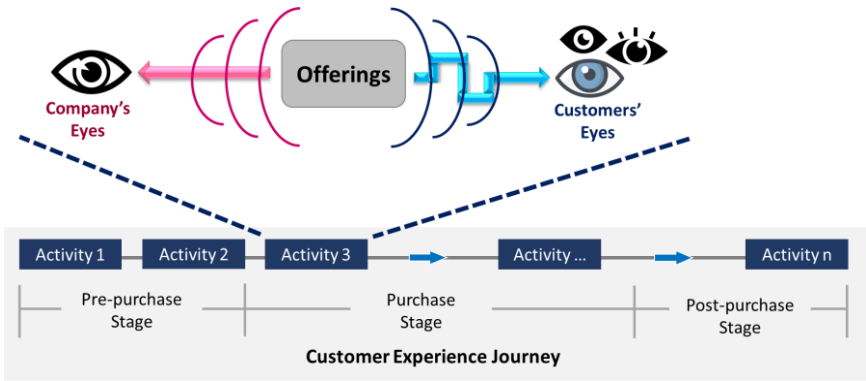 Offerings
Company's
Eyes
Customers'
Eyes
Activity 1
Activity 2
Activity 3
Activity ...
Activity n
Pre-purchase
Stage
Purchase
Stage
Post-purchase
Stage
Customer Experience Journey